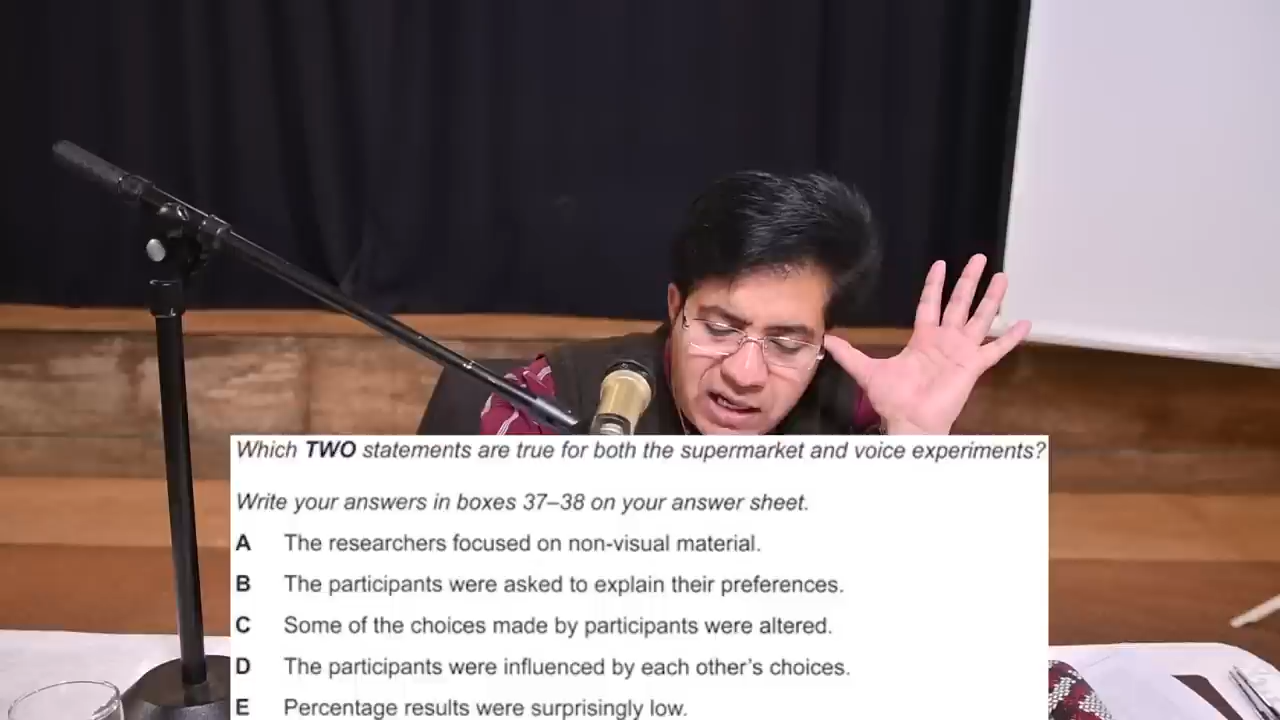 Which TWO statements are true for both the supermarket and voice experiments?
Write your answers in boxes 37–38 on your answer sheet.
A The researchers focused on non-visual material.
B The participants were asked to explain their preferences.
C Some of the choices made by participants were altered.
D The participants were influenced by each other's choices.
E Percentage results were surprisingly low.